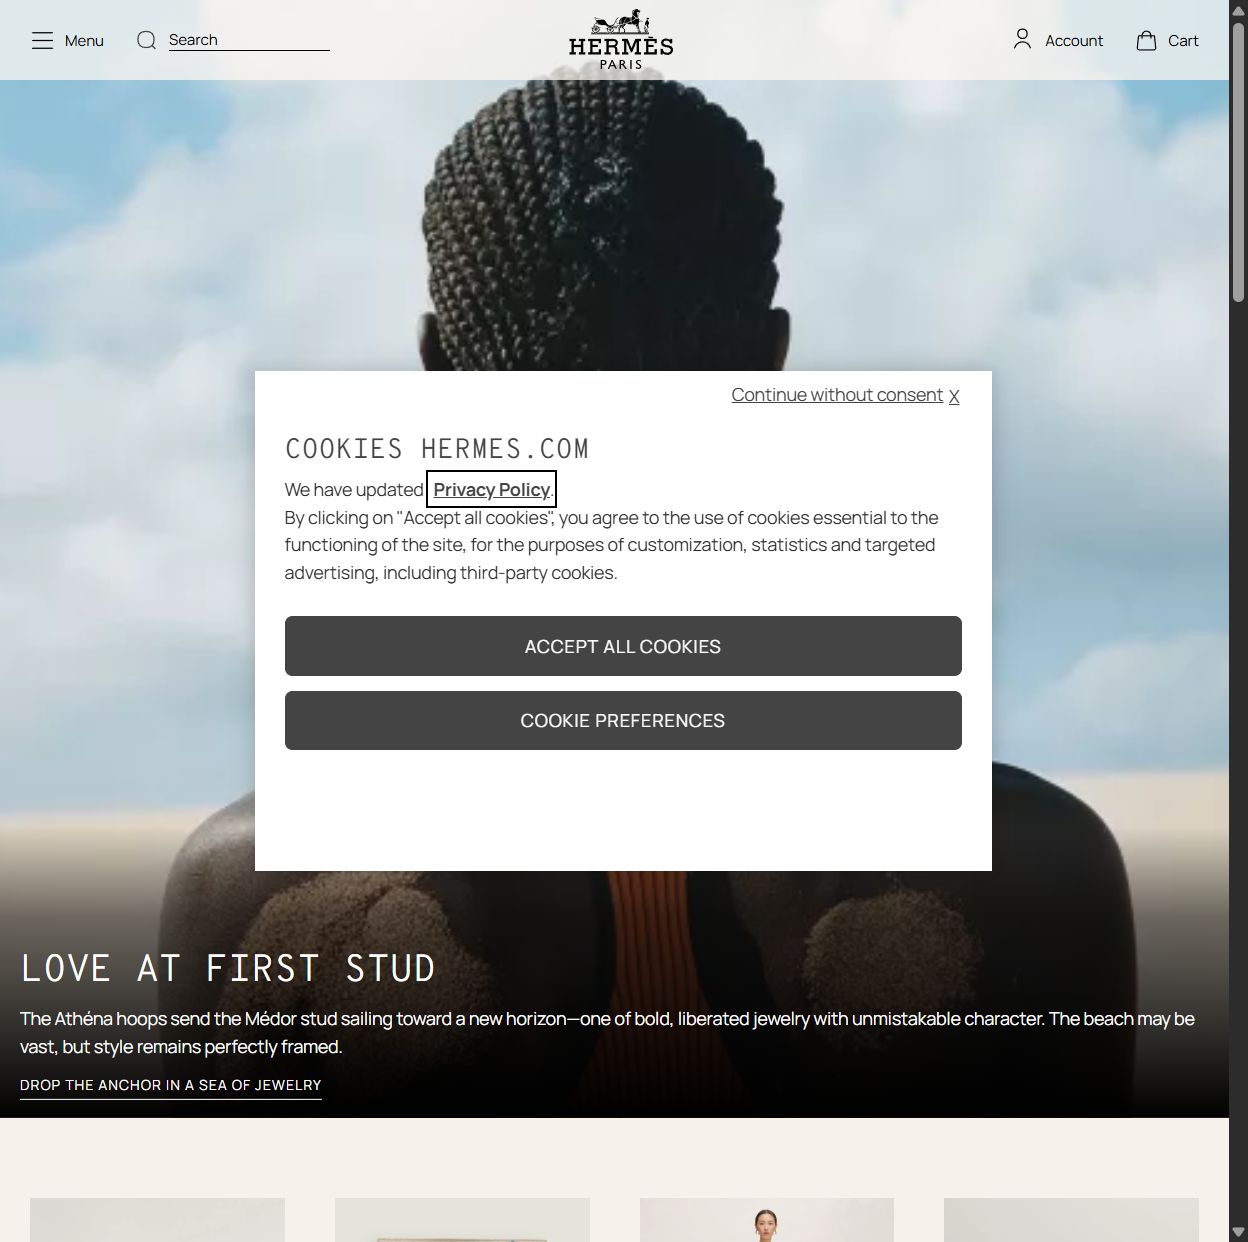 Menu
Search
HERMÈS
PARIS
Account
Cart
Continue without consent X
COOKIES HERMES.COM
We have updated Privacy Policy.
By clicking on "Accept all cookies", you agree to the use of cookies essential to the
functioning of the site, for the purposes of customization, statistics and targeted
advertising, including third-party cookies.
ACCEPT ALL COOKIES
COOKIE PREFERENCES
LOVE AT FIRST STUD
The Athéna hoops send the Médor stud sailing toward a new horizon—one of bold, liberated jewelry with unmistakable character. The beach may be
vast, but style remains perfectly framed.
DROP THE ANCHOR IN A SEA OF JEWELRY